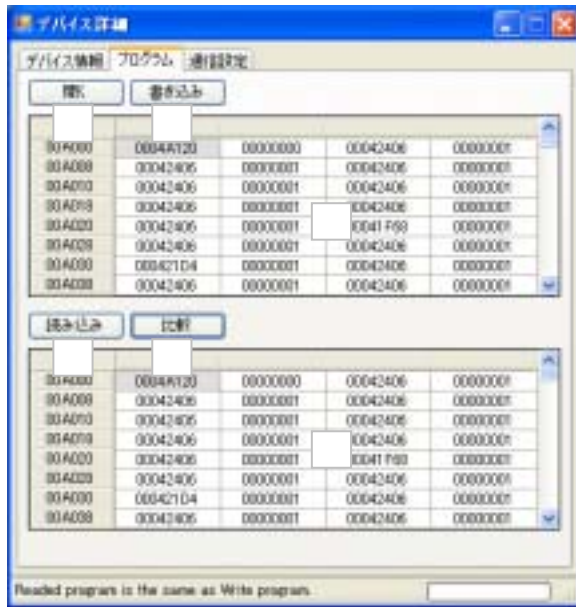 デバイス詳細
デバイス情報 プログラム 通信設定
開く 書き込み
00A000 0004A120 00000000 00042406 00000001
00A008 00042406 00000001 00042406 00000001
00A010 00042406 00000001 00042406 00000001
00A018 00042406 00000001 00042406 00000001
00A020 00042406 00000001 00041F68 00000001
00A028 00042406 00000001 00042406 00000001
00A030 000421D4 00000001 00042406 00000001
00A038 00042406 00000001 00042406 00000001
読み込み 比較
00A000 0004A120 00000000 00042406 00000001
00A008 00042406 00000001 00042406 00000001
00A010 00042406 00000001 00042406 00000001
00A018 00042406 00000001 00042406 00000001
00A020 00042406 00000001 00041F68 00000001
00A028 00042406 00000001 00042406 00000001
00A030 000421D4 00000001 00042406 00000001
00A038 00042406 00000001 00042406 00000001
Readed program is the same as Write program.